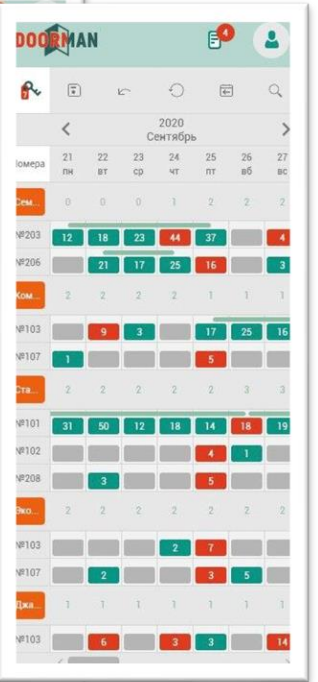 DOORMAN 4
7
2020
Сентябрь
Номера 21 22 23 24 25 26 27
пн вт ср чт пт вб вс
Сем... 0 0 0 1 2 2 2
№203 12 18 23 44 37 4
№206 21 17 25 16 3
Ком... 2 2 2 2 1 1 1
№103 9 3 17 25 16
№107 1 5
Ста... 2 2 2 2 2 3 3
№101 31 50 12 18 14 18 19
№102 4 1
№208 3 5
Эко... 2 2 2 2 2 2 2
№103 2 7
№107 2 3 5
Джа... 1 1 1 1 1 1 1
№103 6 3 3 14